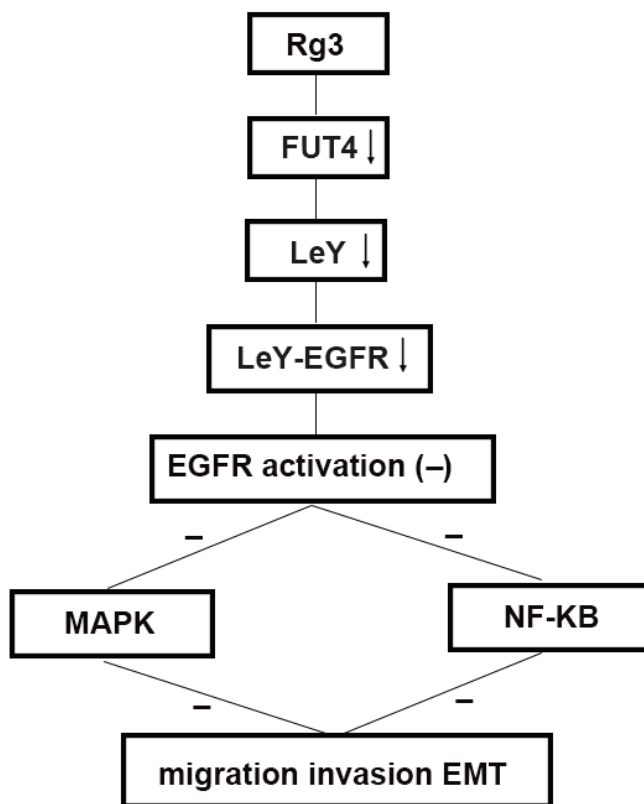 Rg3
FUT4 ↓
LeY ↓
LeY-EGFR ↓
EGFR activation (–)
– –
MAPK NF-KB
– –
migration invasion EMT